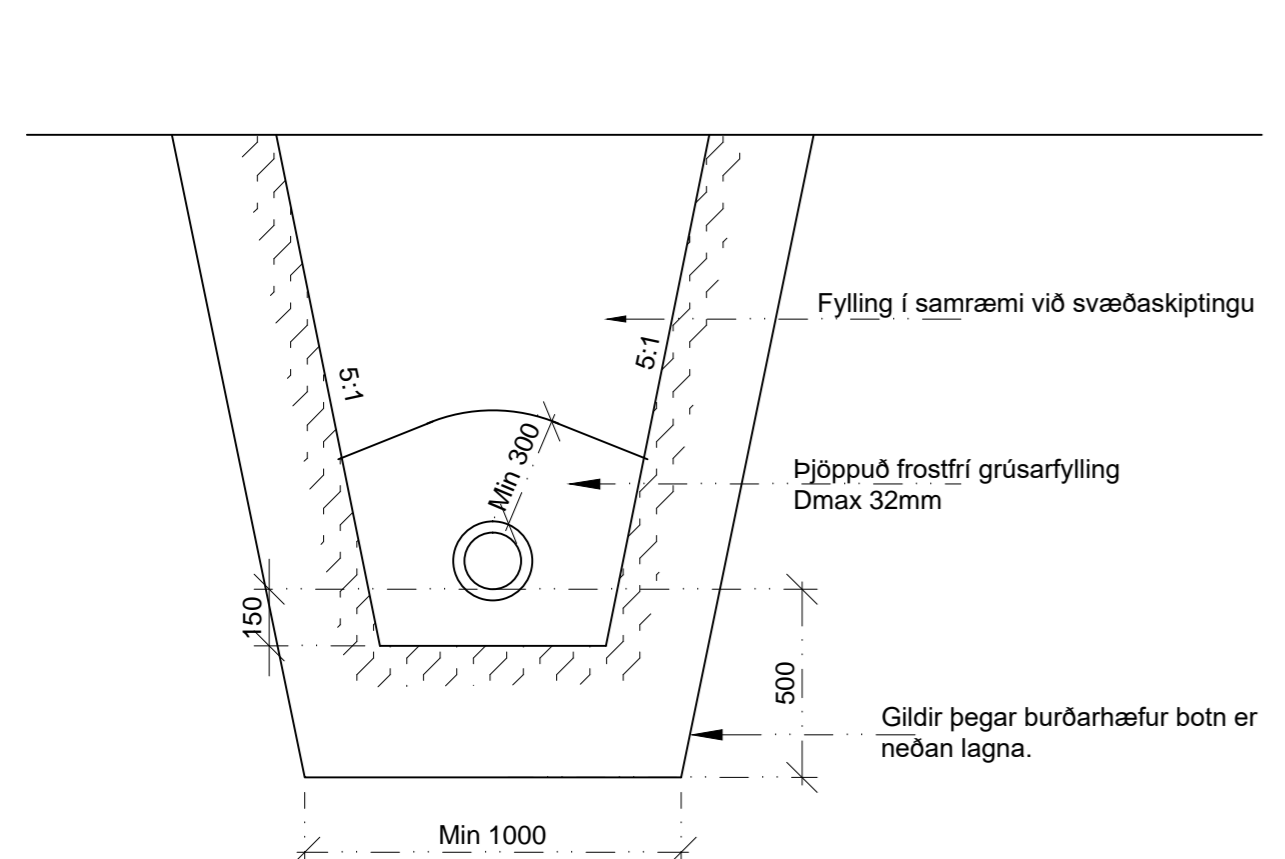 Fylling í samræmi við svæðaskiptingu
5:1
5:1
Min 300
Þjöppuð frostfrí grúsarfylling
Dmax 32mm
150
500
Gildir þegar burðarhæfur botn er
neðan lagna.
Min 1000